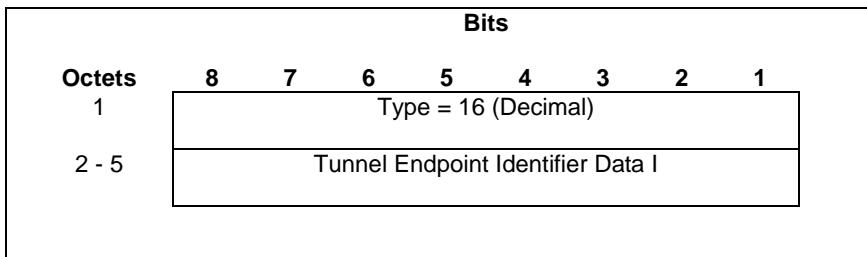 Bits
Octets 8 7 6 5 4 3 2 1
1 Type = 16 (Decimal)
2 - 5 Tunnel Endpoint Identifier Data I